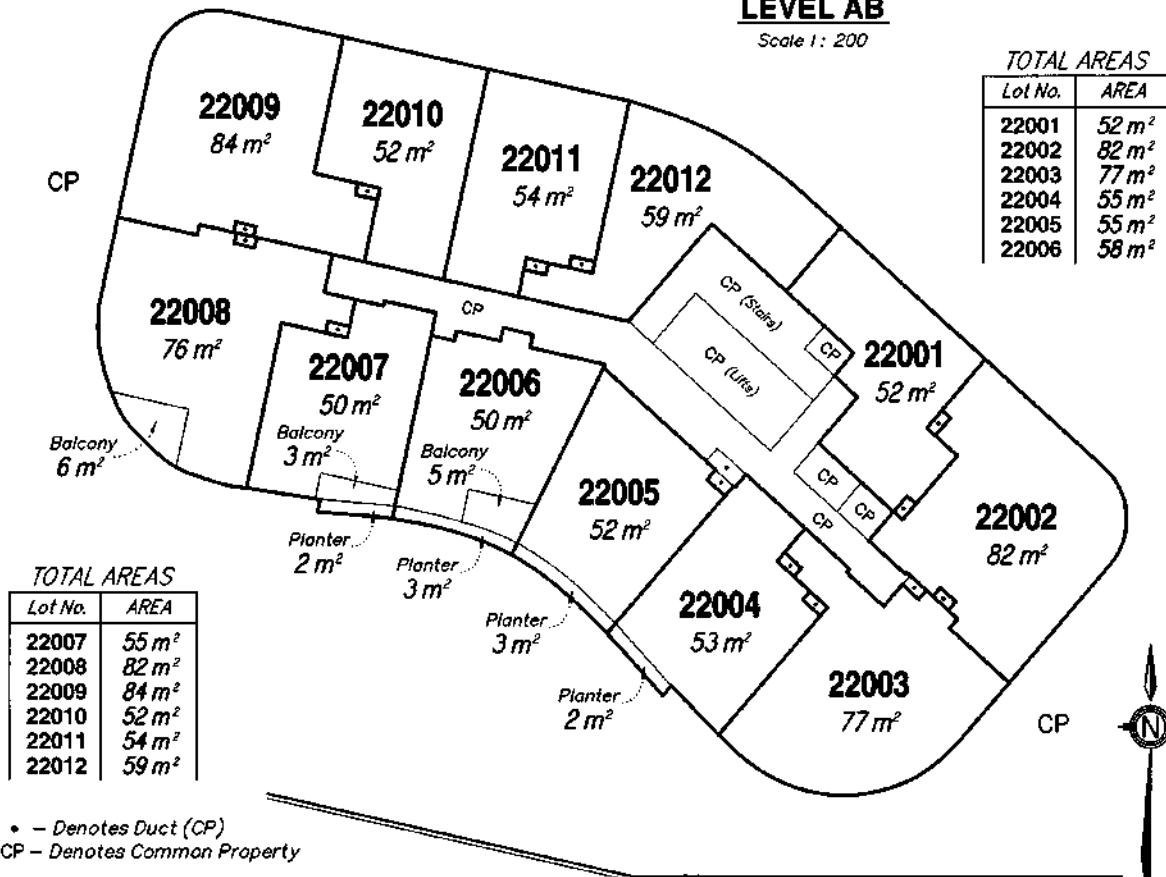 LEVEL AB
Scale 1 : 200
TOTAL AREAS
Lot No. AREA
22001 52 m²
22002 82 m²
22003 77 m²
22004 55 m²
22005 55 m²
22006 58 m²
22009
84 m²
22010
52 m²
22011
54 m²
22012
59 m²
CP
CP (Stairs)
CP
CP (Lifts)
CP
22001
52 m²
22008
76 m²
22007
50 m²
22006
50 m²
Balcony
6 m²
Balcony
3 m²
Balcony
5 m²
22005
52 m²
CP
CP
CP
22002
82 m²
Planter
2 m²
Planter
3 m²
Planter
3 m²
Planter
2 m²
22004
53 m²
22003
77 m²
CP
N
TOTAL AREAS
Lot No. AREA
22007 55 m²
22008 82 m²
22009 84 m²
22010 52 m²
22011 54 m²
22012 59 m²
• – Denotes Duct (CP)
CP – Denotes Common Property